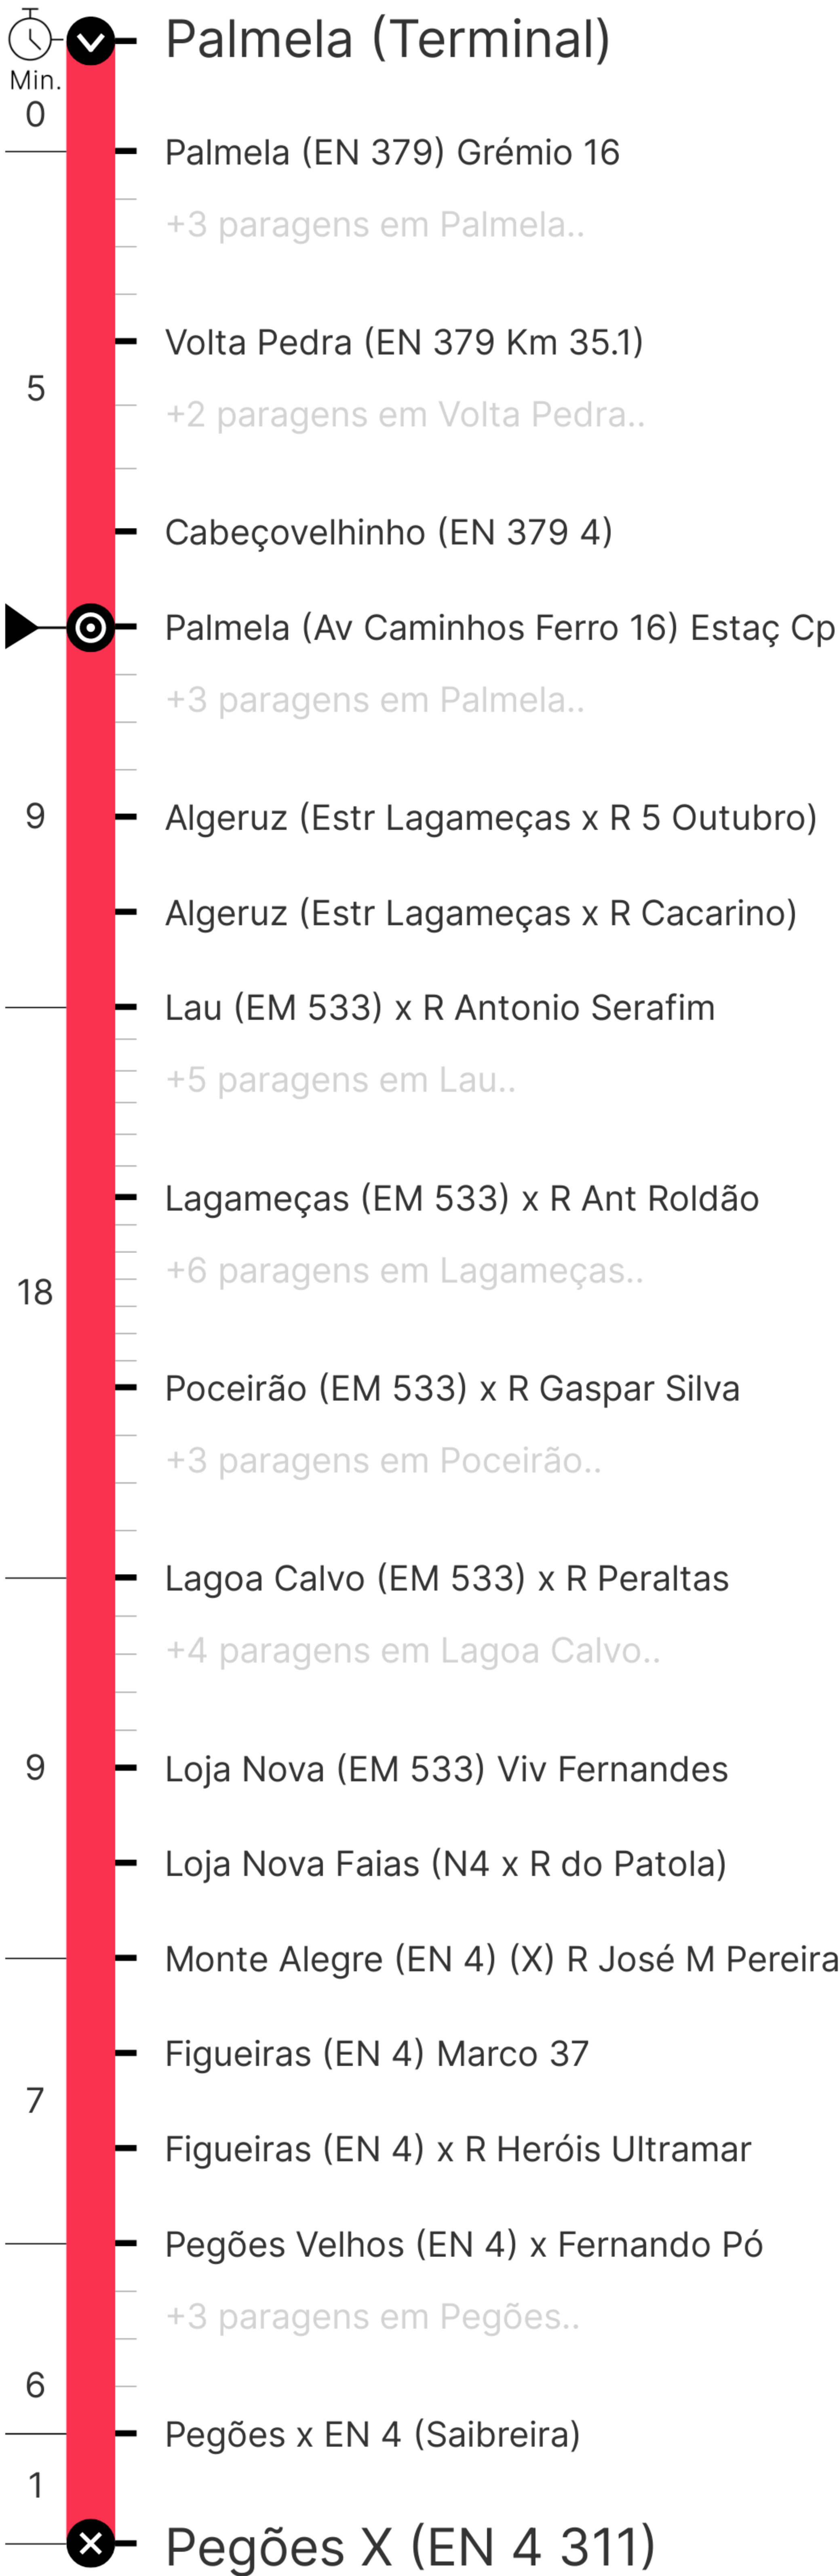 Palmela (Terminal)
Min.
0
Palmela (EN 379) Grémio 16
+3 paragens em Palmela..
Volta Pedra (EN 379 Km 35.1)
5
+2 paragens em Volta Pedra..
Cabeçovelhinho (EN 379 4)
Palmela (Av Caminhos Ferro 16) Estaç Cp
+3 paragens em Palmela..
9
Algeruz (Estr Lagameças x R 5 Outubro)
Algeruz (Estr Lagameças x R Cacarino)
Lau (EM 533) x R Antonio Serafim
+5 paragens em Lau..
Lagameças (EM 533) x R Ant Roldão
+6 paragens em Lagameças..
18
Poceirão (EM 533) x R Gaspar Silva
+3 paragens em Poceirão..
Lagoa Calvo (EM 533) x R Peraltas
+4 paragens em Lagoa Calvo..
9
Loja Nova (EM 533) Viv Fernandes
Loja Nova Faias (N4 x R do Patola)
Monte Alegre (EN 4) (X) R José M Pereira
Figueiras (EN 4) Marco 37
7
Figueiras (EN 4) x R Heróis Ultramar
Pegões Velhos (EN 4) x Fernando Pó
+3 paragens em Pegões..
6
Pegões x EN 4 (Saibreira)
1
Pegões X (EN 4 311)